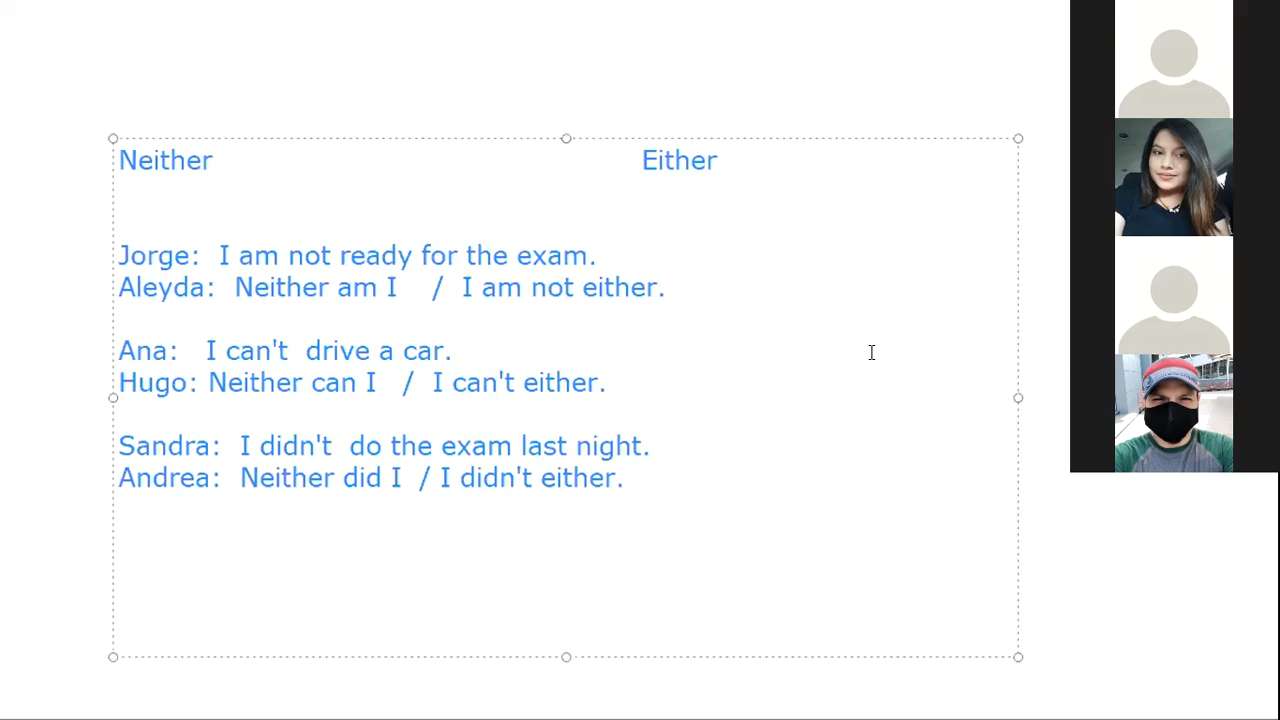 Neither Either
Jorge: I am not ready for the exam.
Aleyda: Neither am I / I am not either.
Ana: I can't drive a car.
Hugo: Neither can I / I can't either.
Sandra: I didn't do the exam last night.
Andrea: Neither did I / I didn't either.